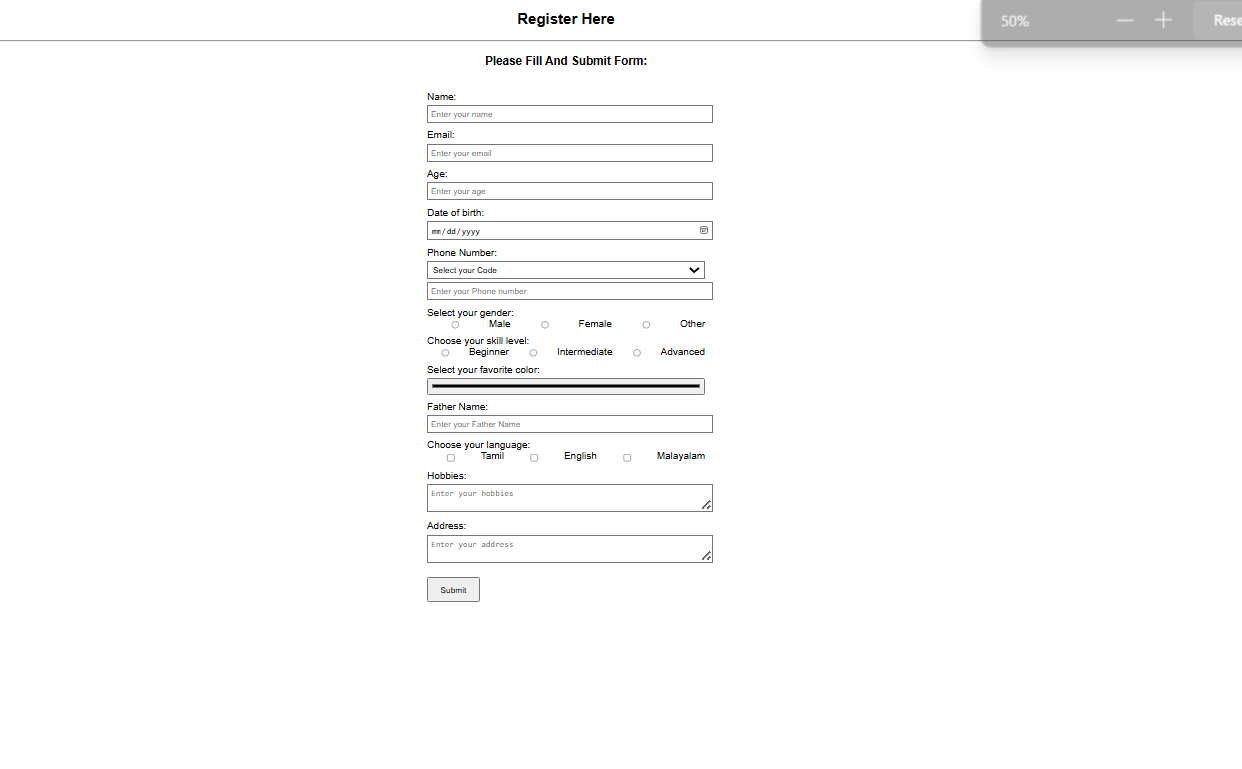 Register Here
50%
Rese
Please Fill And Submit Form:
Name:
Enter your name
Email:
Enter your email
Age:
Enter your age
Date of birth:
mm/dd/yyyy
Phone Number:
Select your Code
Enter your Phone number
Select your gender:
Male Female Other
Choose your skill level:
Beginner Intermediate Advanced
Select your favorite color:
Father Name:
Enter your Father Name
Choose your language:
Tamil English Malayalam
Hobbies:
Enter your hobbies
Address:
Enter your address
Submit